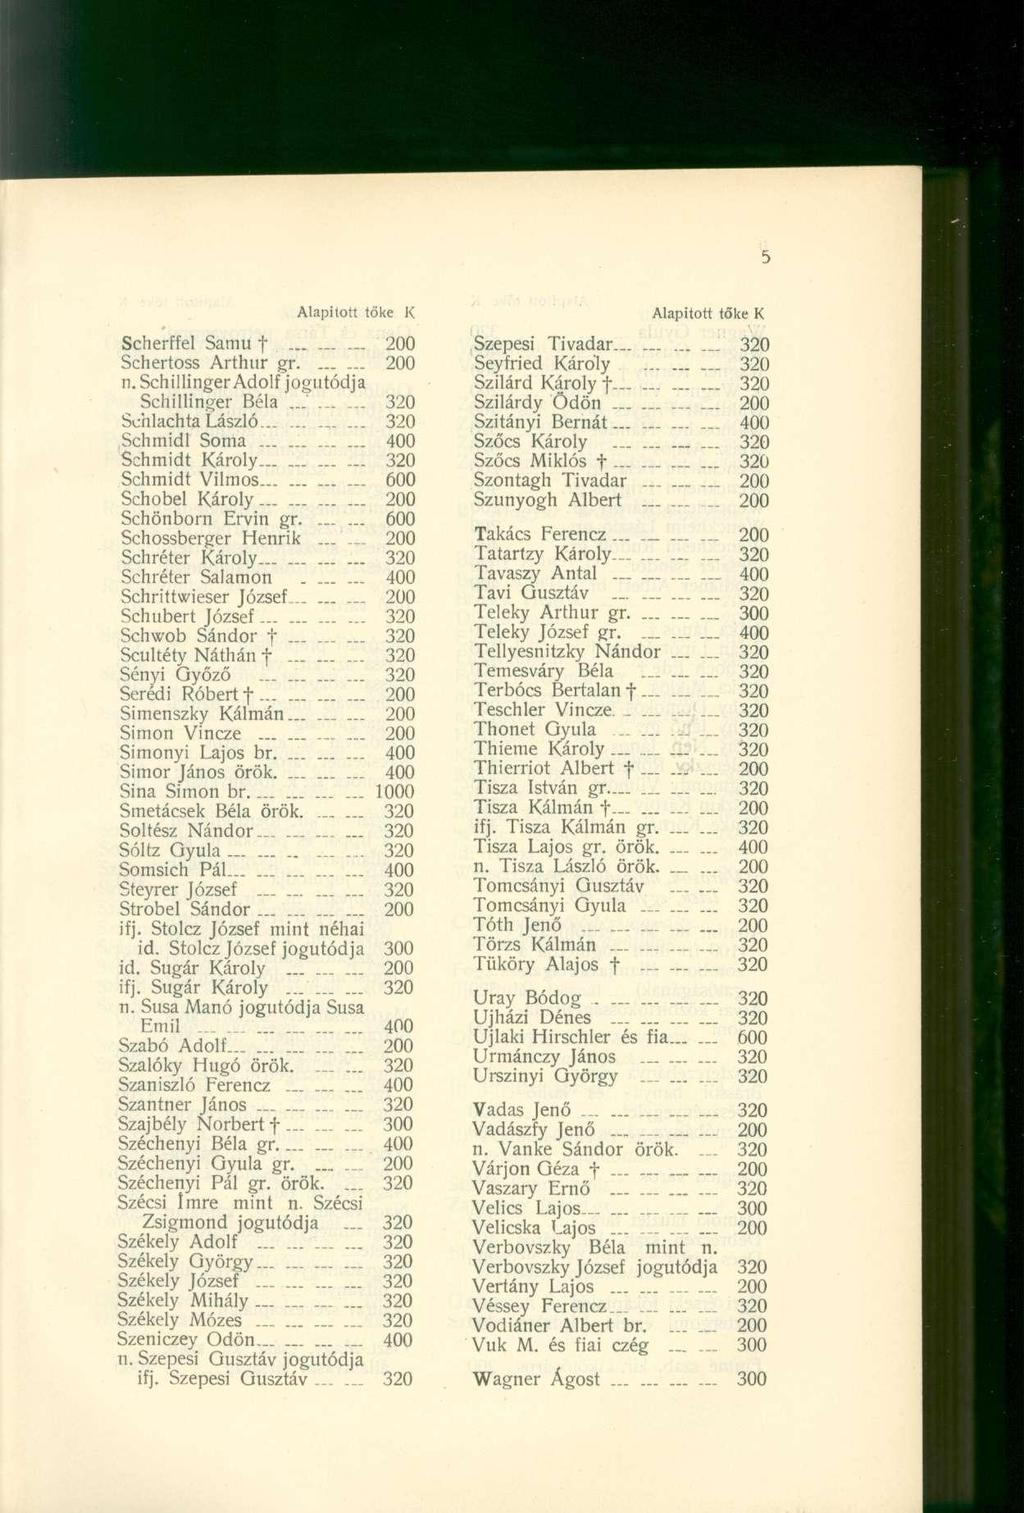 5
Alapitott tőke K
Scherffel Samu † 200
Schertoss Arthur gr. 200
n. Schillinger Adolf jogutódja
Schillinger Béla 320
Schlachta László 320
Schmidl Soma 400
Schmidt Károly 320
Schmidt Vilmos 600
Schobel Károly 200
Schönborn Ervin gr. 600
Schossberger Henrik 200
Schréter Károly 320
Schréter Salamon 400
Schrittwieser József 200
Schubert József 320
Schwob Sándor † 320
Scultéty Náthán † 320
Sényi Győző 320
Serédi Róbert † 200
Simenszky Kálmán 200
Simon Vincze 200
Simonyi Lajos br. 400
Simor János örök. 400
Sina Simon br. 1000
Smetácsek Béla örök. 320
Soltész Nándor 320
Sóltz Gyula 320
Somsich Pál 400
Steyrer József 320
Strobel Sándor 200
ifj. Stolcz József mint néhai
id. Stolcz József jogutódja 300
id. Sugár Károly 200
ifj. Sugár Károly 320
n. Susa Manó jogutódja Susa
Emil 400
Szabó Adolf 200
Szalóky Hugó örök. 320
Szaniszló Ferencz 400
Szantner János 320
Szajbély Norbert † 300
Széchenyi Béla gr. 400
Széchenyi Gyula gr. 200
Széchenyi Pál gr. örök. 320
Szécsi Imre mint n. Szécsi
Zsigmond jogutódja 320
Székely Adolf 320
Székely György 320
Székely József 320
Székely Mihály 320
Székely Mózes 320
Szeniczey Ödön 400
n. Szepesi Gusztáv jogutódja
ifj. Szepesi Gusztáv 320
Alapitott tőke K
Szepesi Tivadar 320
Seyfried Károly 320
Szilárd Károly † 320
Szilárdy Ödön 200
Szitányi Bernát 400
Szőcs Károly 320
Szőcs Miklós † 320
Szontagh Tivadar 200
Szunyogh Albert 200
Takács Ferencz 200
Tatartzy Károly 320
Tavaszy Antal 400
Tavi Gusztáv 320
Teleky Arthur gr. 300
Teleky József gr. 400
Tellyesnitzky Nándor 320
Temesváry Béla 320
Terbócs Bertalan † 320
Teschler Vincze 320
Thonet Gyula 320
Thieme Károly 320
Thierriot Albert † 200
Tisza István gr. 320
Tisza Kálmán † 200
ifj. Tisza Kálmán gr. 320
Tisza Lajos gr. örök. 400
n. Tisza László örök. 200
Tomcsányi Gusztáv 320
Tomcsányi Gyula 320
Tóth Jenő 200
Törzs Kálmán 320
Tüköry Alajos † 320
Uray Bódog 320
Ujházi Dénes 320
Ujlaki Hirschler és fia 600
Urmánczy János 320
Urszinyi György 320
Vadas Jenő 320
Vadászfy Jenő 200
n. Vanke Sándor örök. 320
Várjon Géza † 200
Vaszary Ernő 320
Velics Lajos 300
Velicska Lajos 200
Verbovszky Béla mint n.
Verbovszky József jogutódja 320
Vertány Lajos 200
Véssey Ferencz 320
Vodiáner Albert br. 200
Vuk M. és fiai czég 300
Wagner Ágost 300